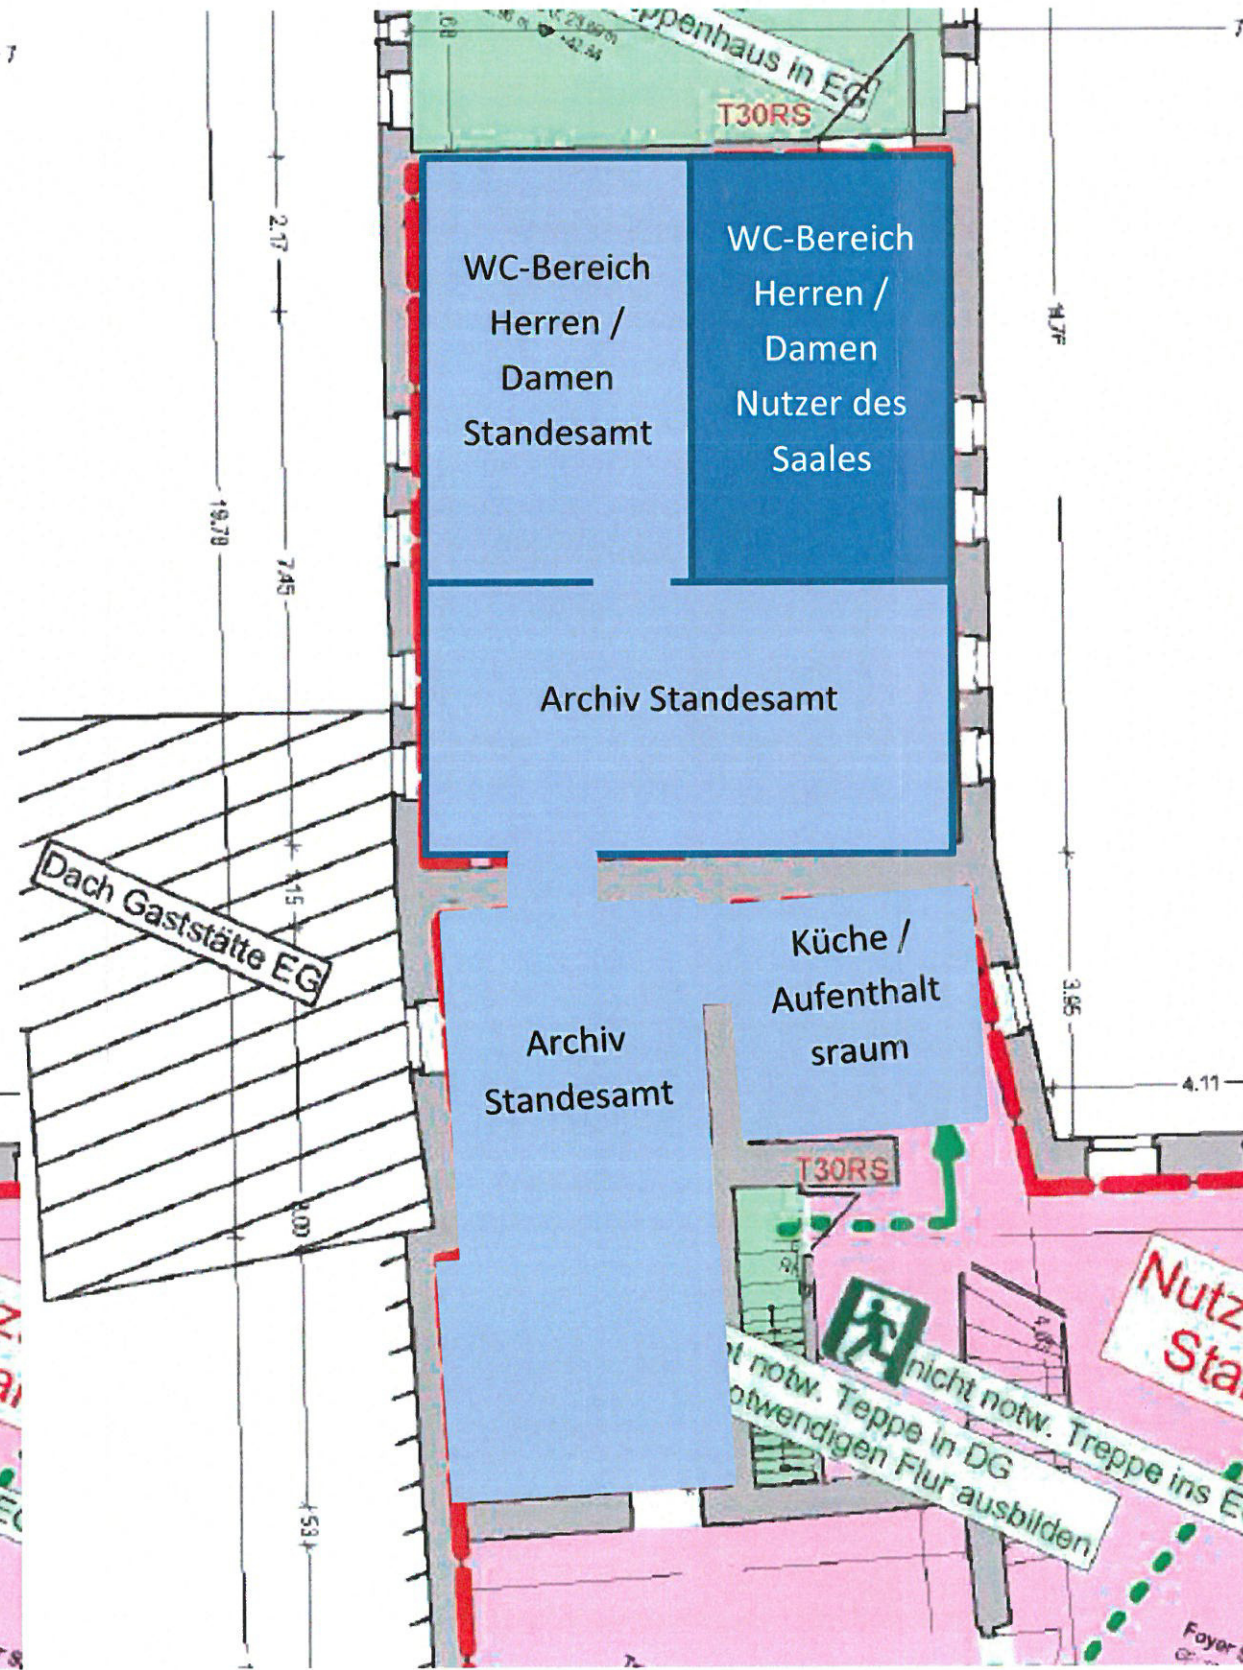 Treppenhaus in EG
T30RS
WC-Bereich
Herren /
Damen
Standesamt
WC-Bereich
Herren /
Damen
Nutzer des
Saales
2.17
14.7
19.78
7.45
Archiv Standesamt
Dach Gaststätte EG
Küche /
Aufenthalt
sraum
Archiv
Standesamt
3.95
4.11
T30RS
Nutz
Sta
nicht notw. Treppe ins E
t notw. Teppe in DG
otwendigen Flur ausbilden
Foyer